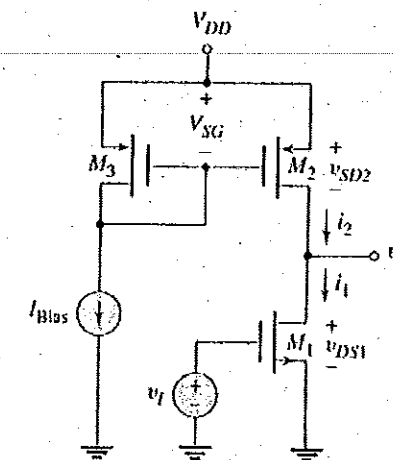 V_DD
+
V_SG
−
M_3
M_2
+
v_SD2
−
i_2
i_1
I_Bias
+
−
v_I
M_1
+
v_DS1
−